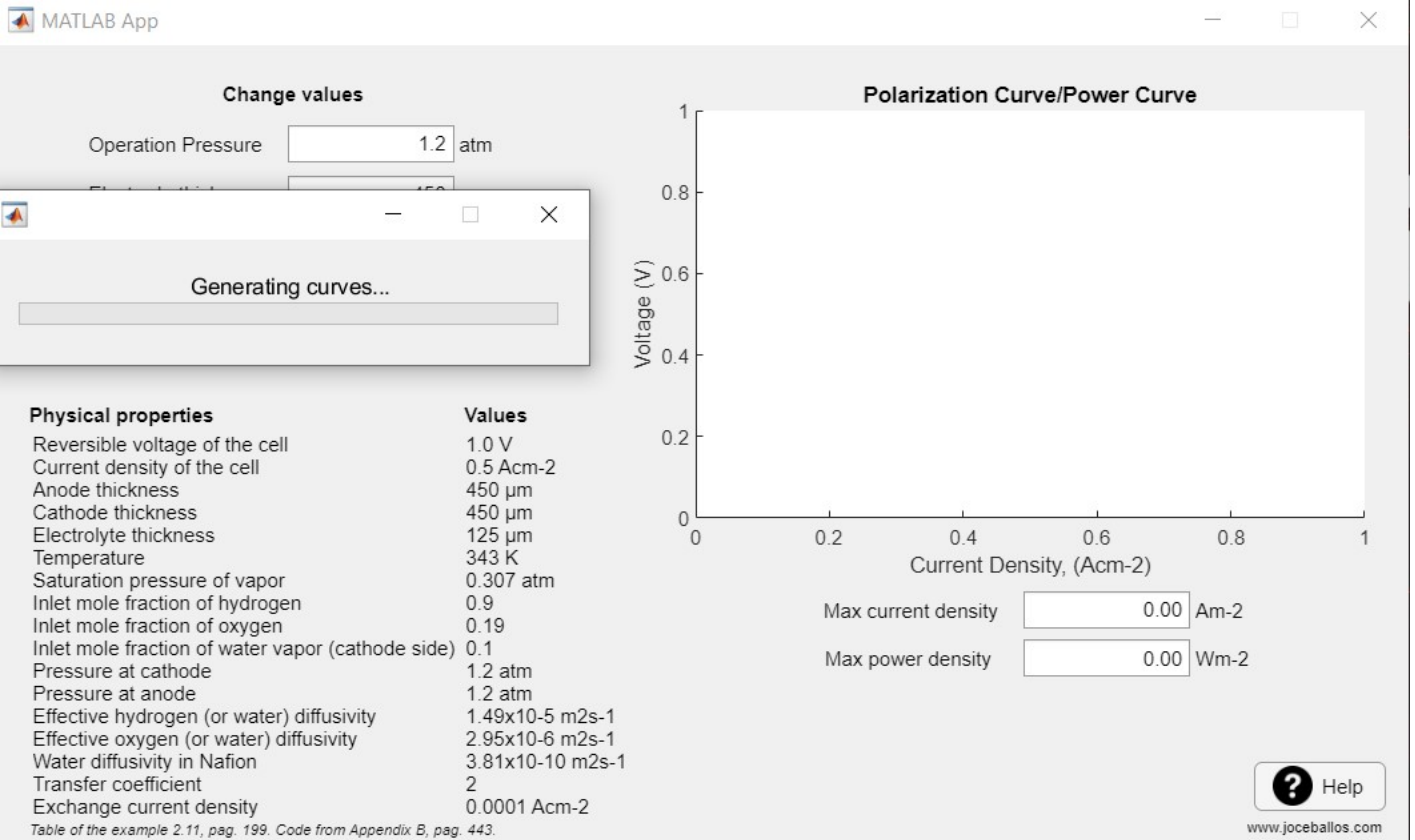 MATLAB App
Change values
Operation Pressure 1.2 atm
Generating curves...
Physical properties Values
Reversible voltage of the cell 1.0 V
Current density of the cell 0.5 Acm-2
Anode thickness 450 µm
Cathode thickness 450 µm
Electrolyte thickness 125 µm
Temperature 343 K
Saturation pressure of vapor 0.307 atm
Inlet mole fraction of hydrogen 0.9
Inlet mole fraction of oxygen 0.19
Inlet mole fraction of water vapor (cathode side) 0.1
Pressure at cathode 1.2 atm
Pressure at anode 1.2 atm
Effective hydrogen (or water) diffusivity 1.49x10-5 m2s-1
Effective oxygen (or water) diffusivity 2.95x10-6 m2s-1
Water diffusivity in Nafion 3.81x10-10 m2s-1
Transfer coefficient 2
Exchange current density 0.0001 Acm-2
Table of the example 2.11, pag. 199. Code from Appendix B, pag. 443.
Polarization Curve/Power Curve
1
0.8
0.6
0.4
0.2
0
Voltage (V)
0 0.2 0.4 0.6 0.8 1
Current Density, (Acm-2)
Max current density 0.00 Am-2
Max power density 0.00 Wm-2
? Help
www.joceballos.com